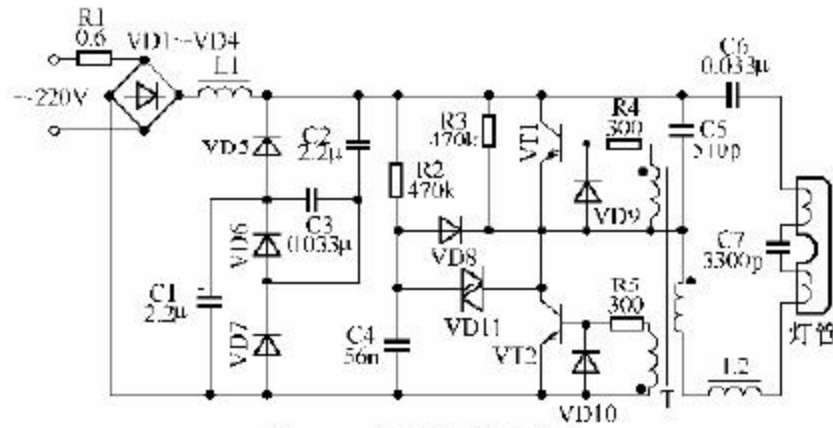 R1
0.6
VD1~VD4
L1
~220V
VD5
C2
2.2μ
C3
0.033μ
VD6
C1
2.2μ
VD7
R2
470k
R3
470k
VD8
VD11
C4
56n
VT1
VT2
R4
300
VD9
R5
300
VD10
T
C5
510p
C6
0.033μ
C7
3300p
L2
灯管